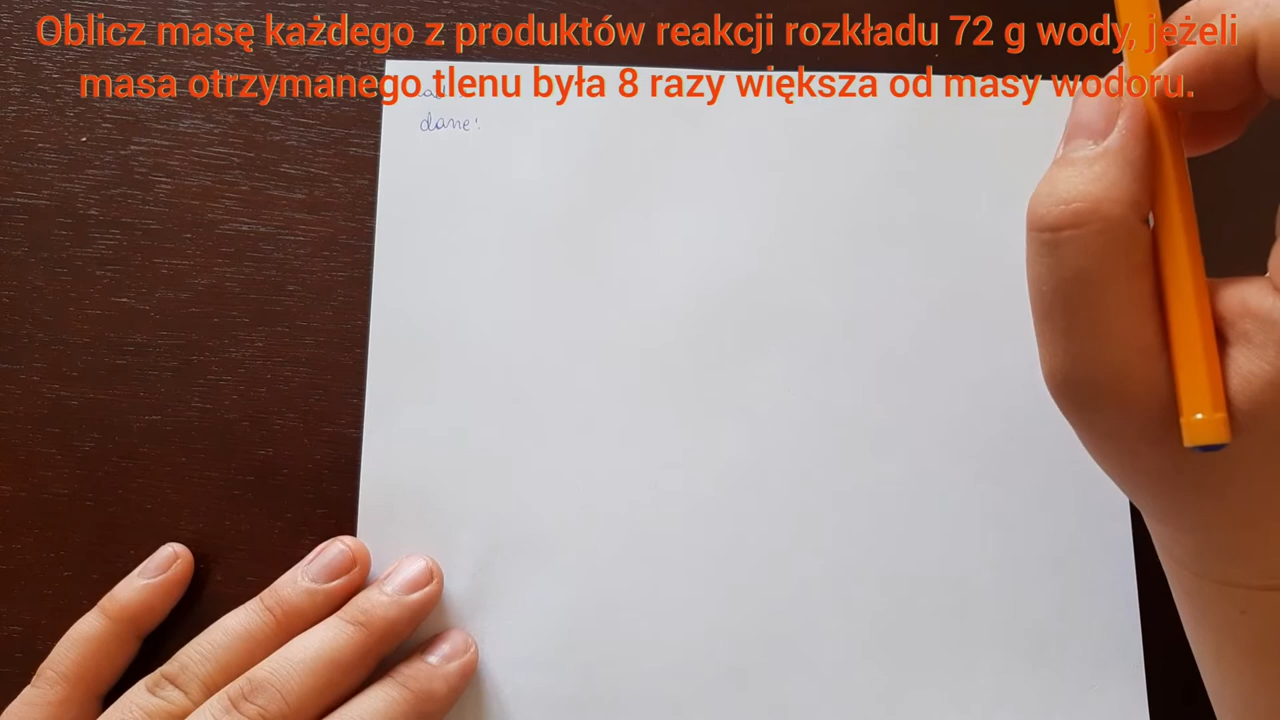 Oblicz masę każdego z produktów reakcji rozkładu 72 g wody, jeżeli
masa otrzymanego tlenu była 8 razy większa od masy wodoru.
dane: